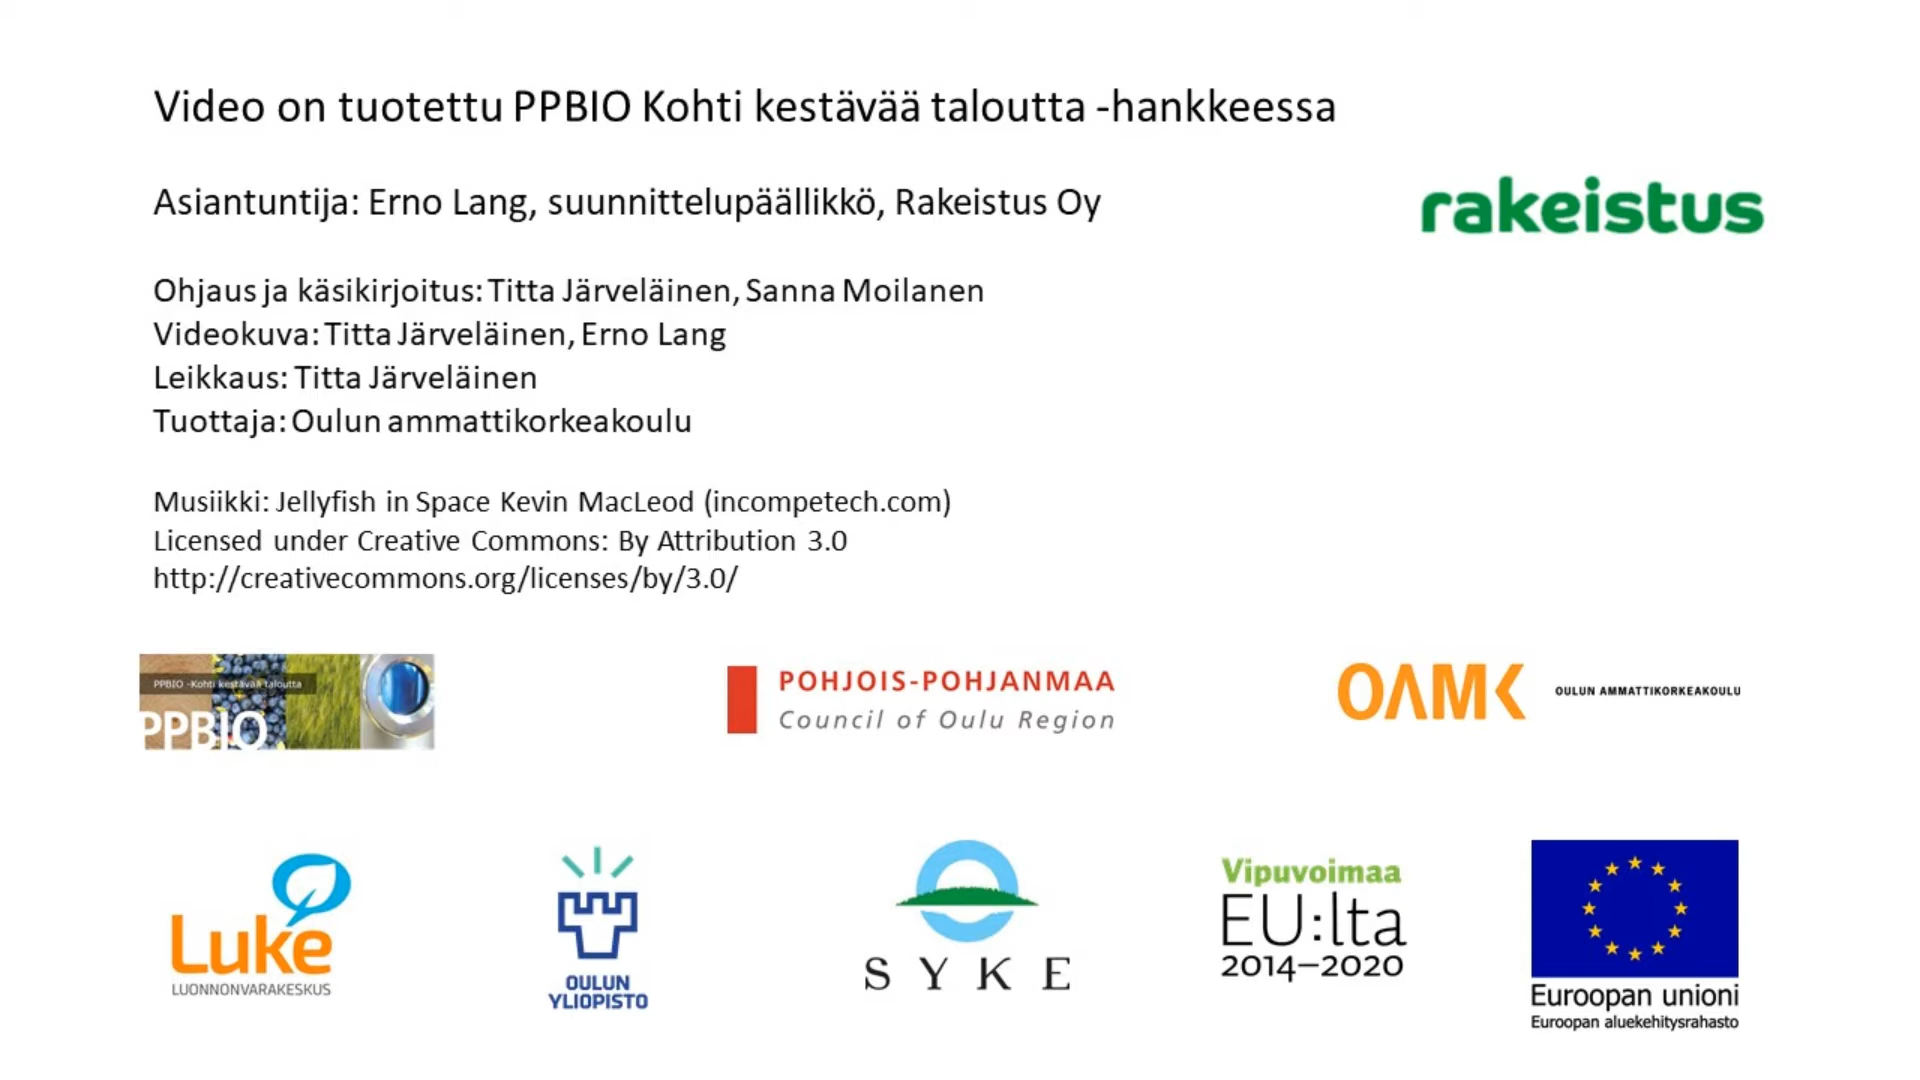 Video on tuotettu PPBIO Kohti kestävää taloutta -hankkeessa
Asiantuntija: Erno Lang, suunnittelupäällikkö, Rakeistus Oy
rakeistus
Ohjaus ja käsikirjoitus: Titta Järveläinen, Sanna Moilanen
Videokuva: Titta Järveläinen, Erno Lang
Leikkaus: Titta Järveläinen
Tuottaja: Oulun ammattikorkeakoulu
Musiikki: Jellyfish in Space Kevin MacLeod (incompetech.com)
Licensed under Creative Commons: By Attribution 3.0
http://creativecommons.org/licenses/by/3.0/
PPBIO -Kohti kestävää taloutta
PPBIO
POHJOIS-POHJANMAA
Council of Oulu Region
OAMK
OULUN AMMATTIKORKEAKOULU
Luke
LUONNONVARAKESKUS
OULUN
YLIOPISTO
SYKE
Vipuvoimaa
EU:lta
2014–2020
Euroopan unioni
Euroopan aluekehitysrahasto